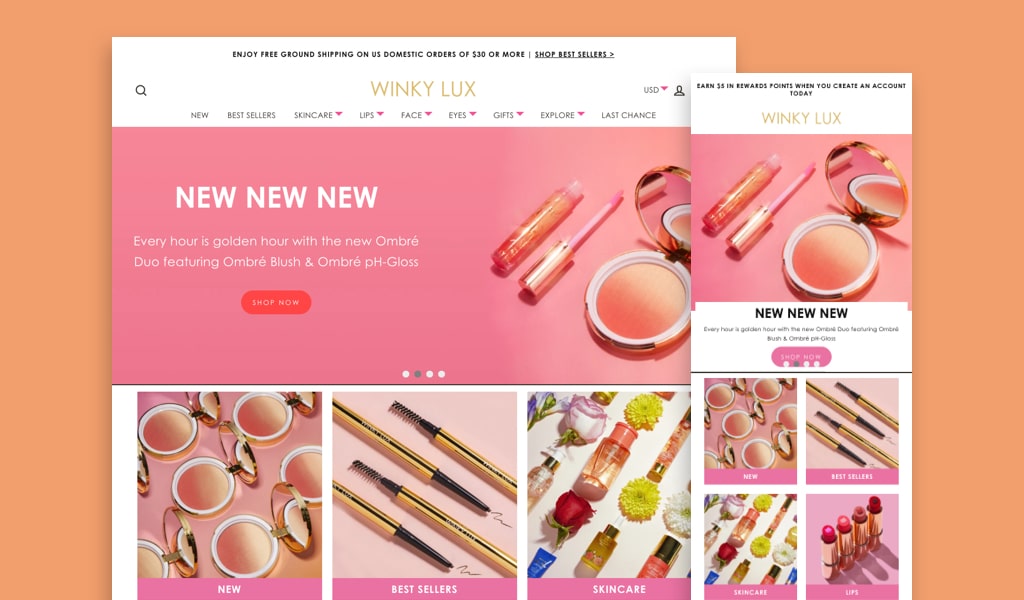 ENJOY FREE GROUND SHIPPING ON US DOMESTIC ORDERS OF $30 OR MORE | SHOP BEST SELLERS >
WINKY LUX
USD
NEW BEST SELLERS SKINCARE LIPS FACE EYES GIFTS EXPLORE LAST CHANCE
NEW NEW NEW
Every hour is golden hour with the new Ombré
Duo featuring Ombré Blush & Ombré pH-Gloss
SHOP NOW
NEW
BEST SELLERS
SKINCARE
EARN $5 IN REWARDS POINTS WHEN YOU CREATE AN ACCOUNT
TODAY
WINKY LUX
NEW NEW NEW
Every hour is golden hour with the new Ombré Duo featuring Ombré
Blush & Ombré pH-Gloss
SHOP NOW
NEW
BEST SELLERS
SKINCARE
LIPS